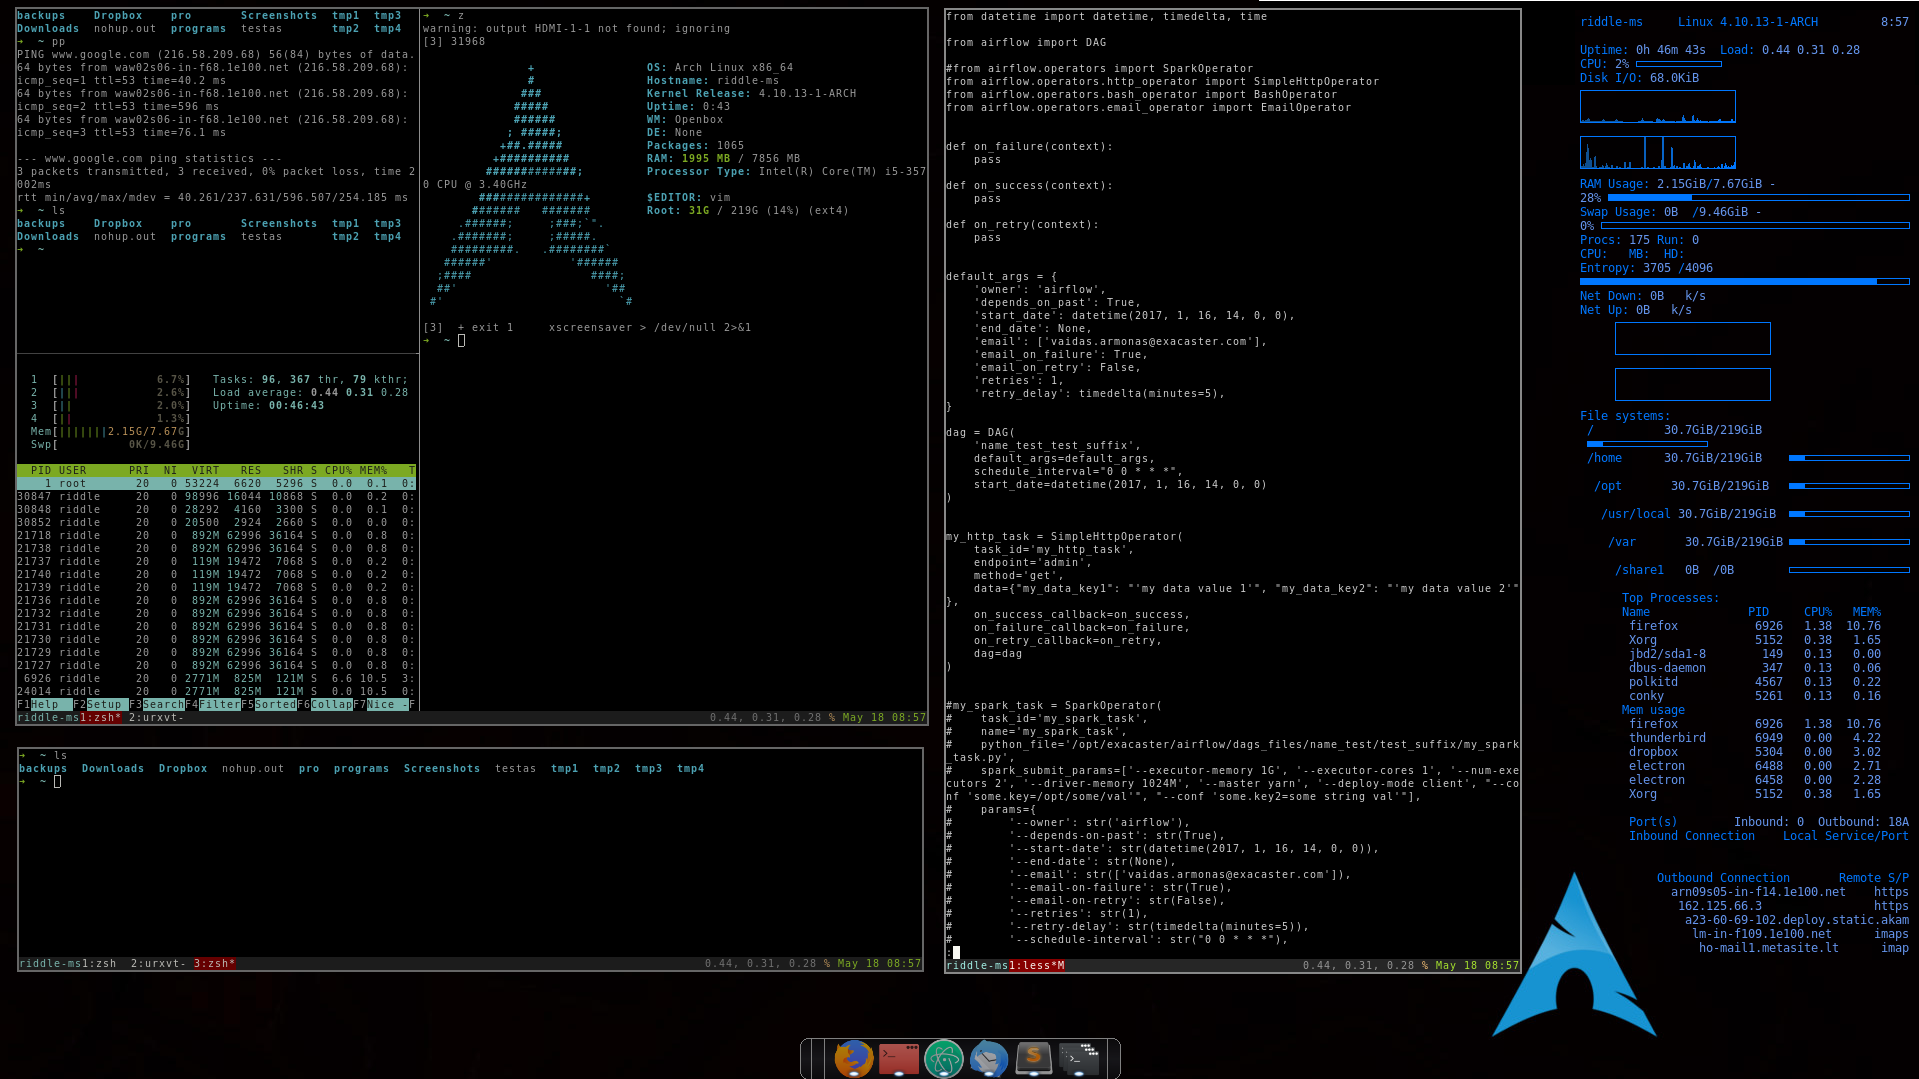 backups    Dropbox    pro       Screenshots  tmp1  tmp3
Downloads  nohup.out  programs  testas       tmp2  tmp4
→  ~ pp
PING www.google.com (216.58.209.68) 56(84) bytes of data.
64 bytes from waw02s06-in-f68.1e100.net (216.58.209.68):
icmp_seq=1 ttl=53 time=40.2 ms
64 bytes from waw02s06-in-f68.1e100.net (216.58.209.68):
icmp_seq=2 ttl=53 time=596 ms
64 bytes from waw02s06-in-f68.1e100.net (216.58.209.68):
icmp_seq=3 ttl=53 time=76.1 ms
--- www.google.com ping statistics ---
3 packets transmitted, 3 received, 0% packet loss, time 2
002ms
rtt min/avg/max/mdev = 40.261/237.631/596.507/254.185 ms
→  ~ ls
backups    Dropbox    pro       Screenshots  tmp1  tmp3
Downloads  nohup.out  programs  testas       tmp2  tmp4
→  ~
1  [||| 6.7%]   Tasks: 96, 367 thr, 79 kthr;
2  [||| 2.6%]   Load average: 0.44 0.31 0.28
3  [|| 2.0%]   Uptime: 00:46:43
4  [|| 1.3%]
Mem[|||||||2.15G/7.67G]
Swp[ 0K/9.46G]
PID USER PRI NI VIRT RES SHR S CPU% MEM% T
1 root 20 0 53224 6620 5296 S 0.0 0.1 0:
30847 riddle 20 0 98996 16044 10868 S 0.0 0.2 0:
30848 riddle 20 0 28292 4160 3300 S 0.0 0.1 0:
30852 riddle 20 0 20500 2924 2660 S 0.0 0.0 0:
21718 riddle 20 0 892M 62996 36164 S 0.0 0.8 0:
21738 riddle 20 0 892M 62996 36164 S 0.0 0.8 0:
21737 riddle 20 0 119M 19472 7068 S 0.0 0.2 0:
21740 riddle 20 0 119M 19472 7068 S 0.0 0.2 0:
21739 riddle 20 0 119M 19472 7068 S 0.0 0.2 0:
21736 riddle 20 0 892M 62996 36164 S 0.0 0.8 0:
21732 riddle 20 0 892M 62996 36164 S 0.0 0.8 0:
21731 riddle 20 0 892M 62996 36164 S 0.0 0.8 0:
21730 riddle 20 0 892M 62996 36164 S 0.0 0.8 0:
21729 riddle 20 0 892M 62996 36164 S 0.0 0.8 0:
21727 riddle 20 0 892M 62996 36164 S 0.0 0.8 0:
6926 riddle 20 0 2771M 825M 121M S 6.6 10.5 3:
24014 riddle 20 0 2771M 825M 121M S 0.0 10.5 0:
F1Help F2Setup F3SearchF4FilterF5SortedF6CollapF7Nice -F
riddle-ms1:zsh* 2:urxvt- 0.44, 0.31, 0.28 % May 18 08:57
→  ~ z
warning: output HDMI-1-1 not found; ignoring
[3] 31968
+
#
###
#####
######
; #####;
+##.#####
+##########
#############;
################+
#######   #######
.######;     ;###;`".
.#######;     ;#####.
#########.   .########`
######'           '######
;####                 ####;
##'                     '##
#'                         `#
OS: Arch Linux x86_64
Hostname: riddle-ms
Kernel Release: 4.10.13-1-ARCH
Uptime: 0:43
WM: Openbox
DE: None
Packages: 1065
RAM: 1995 MB / 7856 MB
Processor Type: Intel(R) Core(TM) i5-357
0 CPU @ 3.40GHz
$EDITOR: vim
Root: 31G / 219G (14%) (ext4)
[3]  + exit 1     xscreensaver > /dev/null 2>&1
→  ~
→  ~ ls
backups  Downloads  Dropbox  nohup.out  pro  programs  Screenshots  testas  tmp1  tmp2  tmp3  tmp4
→  ~
riddle-ms1:zsh  2:urxvt- 3:zsh* 0.44, 0.31, 0.28 % May 18 08:57
from datetime import datetime, timedelta, time
from airflow import DAG
#from airflow.operators import SparkOperator
from airflow.operators.http_operator import SimpleHttpOperator
from airflow.operators.bash_operator import BashOperator
from airflow.operators.email_operator import EmailOperator
def on_failure(context):
    pass
def on_success(context):
    pass
def on_retry(context):
    pass
default_args = {
    'owner': 'airflow',
    'depends_on_past': True,
    'start_date': datetime(2017, 1, 16, 14, 0, 0),
    'end_date': None,
    'email': ['vaidas.armonas@exacaster.com'],
    'email_on_failure': True,
    'email_on_retry': False,
    'retries': 1,
    'retry_delay': timedelta(minutes=5),
}
dag = DAG(
    'name_test_test_suffix',
    default_args=default_args,
    schedule_interval="0 0 * * *",
    start_date=datetime(2017, 1, 16, 14, 0, 0)
)
my_http_task = SimpleHttpOperator(
    task_id='my_http_task',
    endpoint='admin',
    method='get',
    data={"my_data_key1": "'my data value 1'", "my_data_key2": "'my data value 2'"
},
    on_success_callback=on_success,
    on_failure_callback=on_failure,
    on_retry_callback=on_retry,
    dag=dag
)
#my_spark_task = SparkOperator(
#    task_id='my_spark_task',
#    name='my_spark_task',
#    python_file='/opt/exacaster/airflow/dags_files/name_test/test_suffix/my_spark
_task.py',
#    spark_submit_params=['--executor-memory 1G', '--executor-cores 1', '--num-exe
cutors 2', '--driver-memory 1024M', '--master yarn', '--deploy-mode client', "--co
nf 'some.key=/opt/some/val'", "--conf 'some.key2=some string val'"],
#    params={
#        '--owner': str('airflow'),
#        '--depends-on-past': str(True),
#        '--start-date': str(datetime(2017, 1, 16, 14, 0, 0)),
#        '--end-date': str(None),
#        '--email': str(['vaidas.armonas@exacaster.com']),
#        '--email-on-failure': str(True),
#        '--email-on-retry': str(False),
#        '--retries': str(1),
#        '--retry-delay': str(timedelta(minutes=5)),
#        '--schedule-interval': str("0 0 * * *"),
:
riddle-ms1:less*M 0.44, 0.31, 0.28 % May 18 08:57
riddle-ms     Linux 4.10.13-1-ARCH     8:57
Uptime: 0h 46m 43s  Load: 0.44 0.31 0.28
CPU: 2%
Disk I/O: 68.0KiB
RAM Usage: 2.15GiB/7.67GiB -
28%
Swap Usage: 0B  /9.46GiB -
0%
Procs: 175 Run: 0
CPU:   MB:  HD:
Entropy: 3705 /4096
Net Down: 0B   k/s
Net Up: 0B   k/s
File systems:
/ 30.7GiB/219GiB
/home 30.7GiB/219GiB
/opt 30.7GiB/219GiB
/usr/local 30.7GiB/219GiB
/var 30.7GiB/219GiB
/share1 0B  /0B
Top Processes:
Name PID CPU% MEM%
firefox 6926 1.38 10.76
Xorg 5152 0.38 1.65
jbd2/sda1-8 149 0.13 0.00
dbus-daemon 347 0.13 0.06
polkitd 4567 0.13 0.22
conky 5261 0.13 0.16
Mem usage
firefox 6926 1.38 10.76
thunderbird 6949 0.00 4.22
dropbox 5304 0.00 3.02
electron 6488 0.00 2.71
electron 6458 0.00 2.28
Xorg 5152 0.38 1.65
Port(s) Inbound: 0  Outbound: 18A
Inbound Connection    Local Service/Port
Outbound Connection Remote S/P
arn09s05-in-f14.1e100.net https
162.125.66.3 https
a23-60-69-102.deploy.static.akam
lm-in-f109.1e100.net imaps
ho-mail1.metasite.lt imap